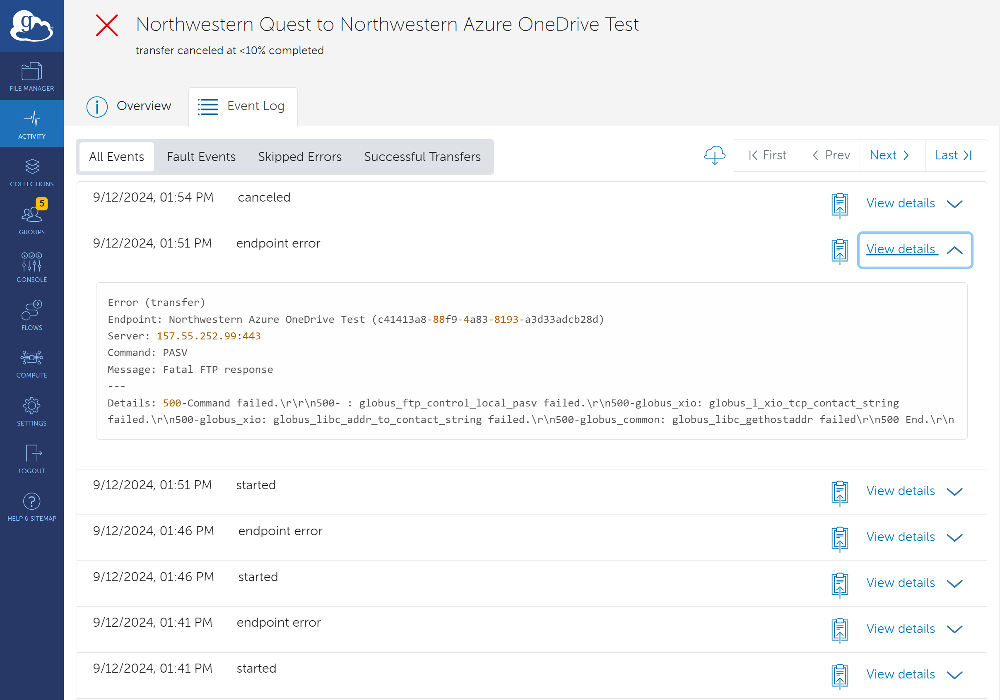 g
Northwestern Quest to Northwestern Azure OneDrive Test
transfer canceled at <10% completed
FILE MANAGER
ACTIVITY
COLLECTIONS
5
GROUPS
CONSOLE
FLOWS
COMPUTE
SETTINGS
LOGOUT
HELP & SITEMAP
Overview
Event Log
All Events Fault Events Skipped Errors Successful Transfers
First Prev Next Last
9/12/2024, 01:54 PM canceled View details
9/12/2024, 01:51 PM endpoint error View details
Error (transfer)
Endpoint: Northwestern Azure OneDrive Test (c41413a8-88f9-4a83-8193-a3d33adcb28d)
Server: 157.55.252.99:443
Command: PASV
Message: Fatal FTP response
---
Details: 500-Command failed.\r\r\n500- : globus_ftp_control_local_pasv failed.\r\n500-globus_xio: globus_l_xio_tcp_contact_string
failed.\r\n500-globus_xio: globus_libc_addr_to_contact_string failed.\r\n500-globus_common: globus_libc_gethostaddr failed\r\n500 End.\r\n
9/12/2024, 01:51 PM started View details
9/12/2024, 01:46 PM endpoint error View details
9/12/2024, 01:46 PM started View details
9/12/2024, 01:41 PM endpoint error View details
9/12/2024, 01:41 PM started View details